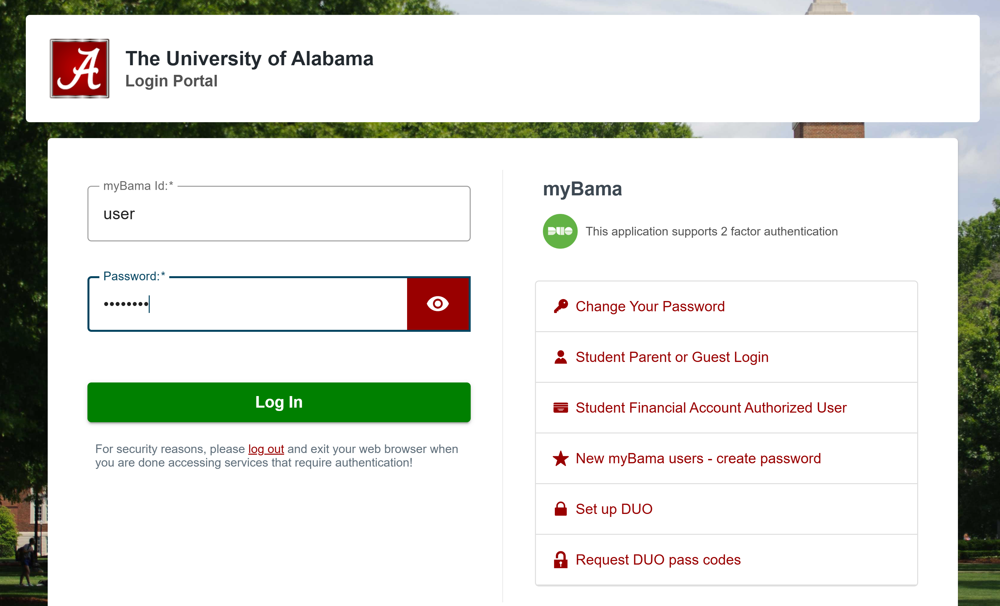 A
The University of Alabama
Login Portal
myBama Id:*
user
Password:*
••••••••
Log In
For security reasons, please log out and exit your web browser when
you are done accessing services that require authentication!
myBama
DUO
This application supports 2 factor authentication
Change Your Password
Student Parent or Guest Login
Student Financial Account Authorized User
New myBama users - create password
Set up DUO
Request DUO pass codes